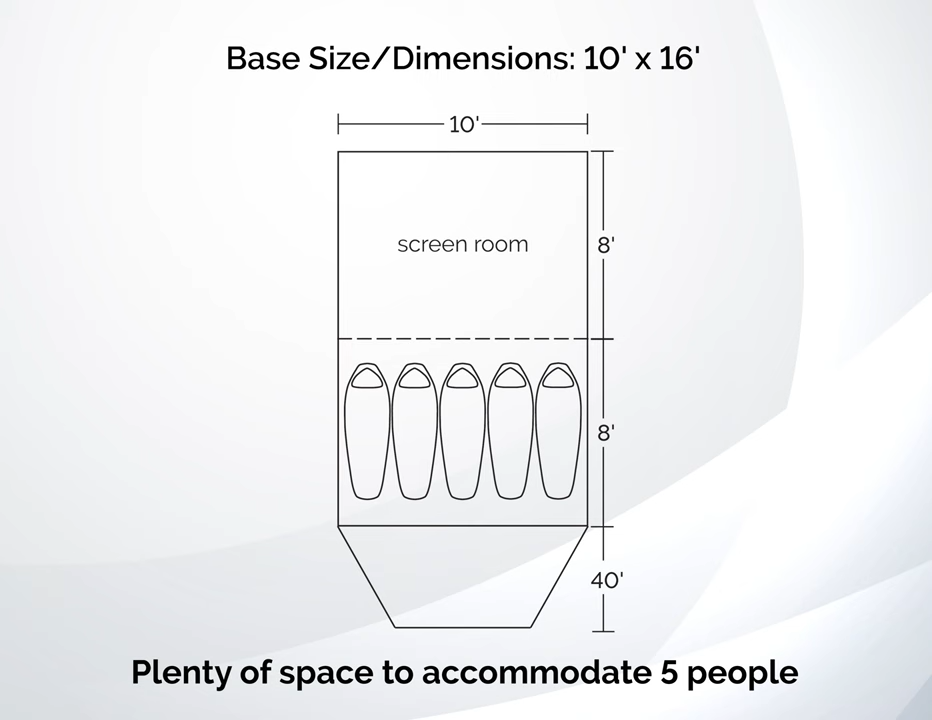 Base Size/Dimensions: 10' x 16'
10'
screen room
8'
8'
40'
Plenty of space to accommodate 5 people